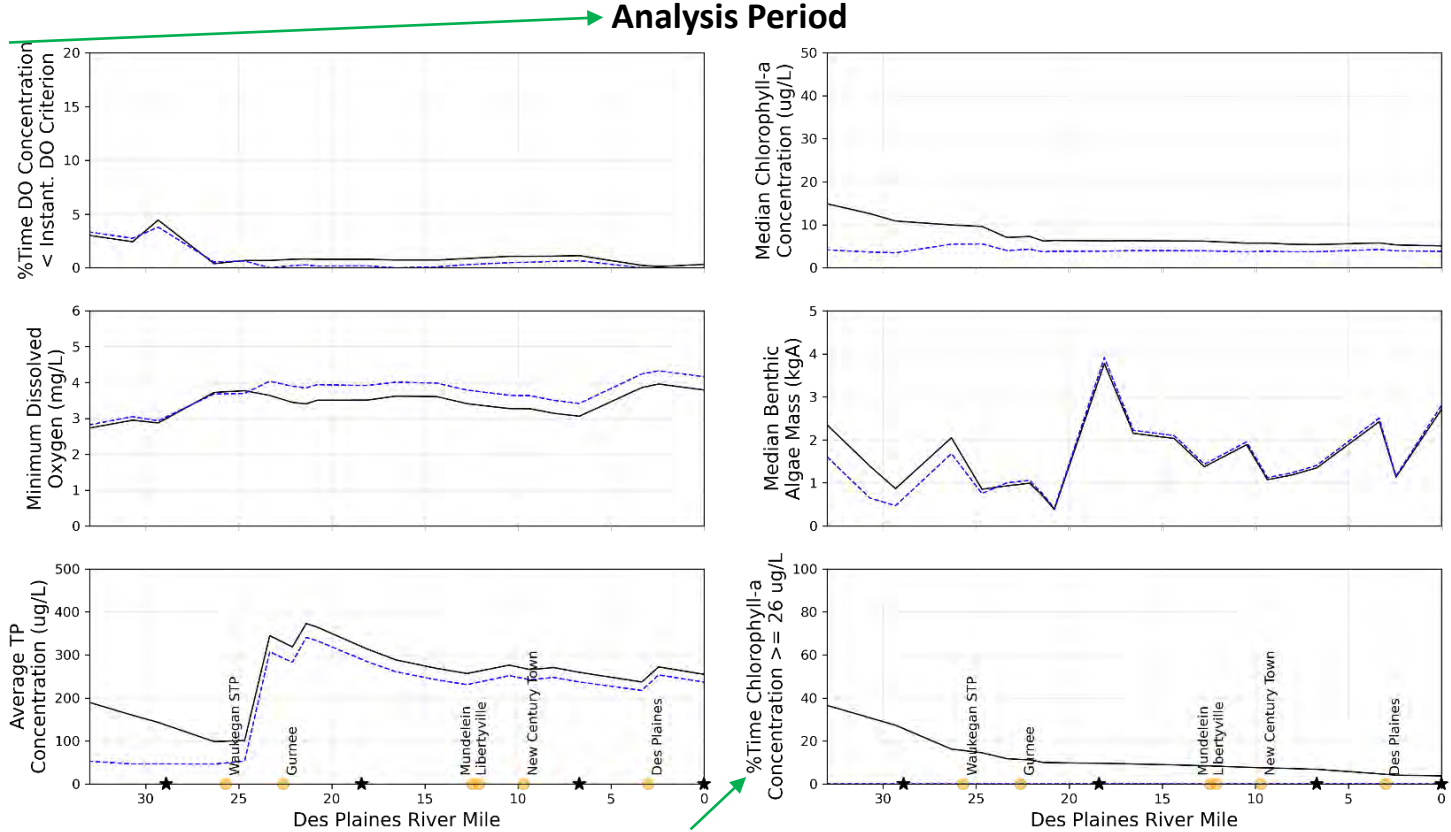 Analysis Period
%Time DO Concentration
< Instant. DO Criterion
20
15
10
5
0
Median Chlorophyll-a
Concentration (ug/L)
50
40
30
20
10
0
Minimum Dissolved
Oxygen (mg/L)
6
5
4
3
2
1
0
Median Benthic
Algae Mass (kgA)
5
4
3
2
1
0
Average TP
Concentration (ug/L)
500
400
300
200
100
0
Waukegan STP
Gurnee
Mundelein
Libertyville
New Century Town
Des Plaines
30 25 20 15 10 5 0
Des Plaines River Mile
%Time Chlorophyll-a
Concentration >= 26 ug/L
100
80
60
40
20
0
Waukegan STP
Gurnee
Mundelein
Libertyville
New Century Town
Des Plaines
30 25 20 15 10 5 0
Des Plaines River Mile